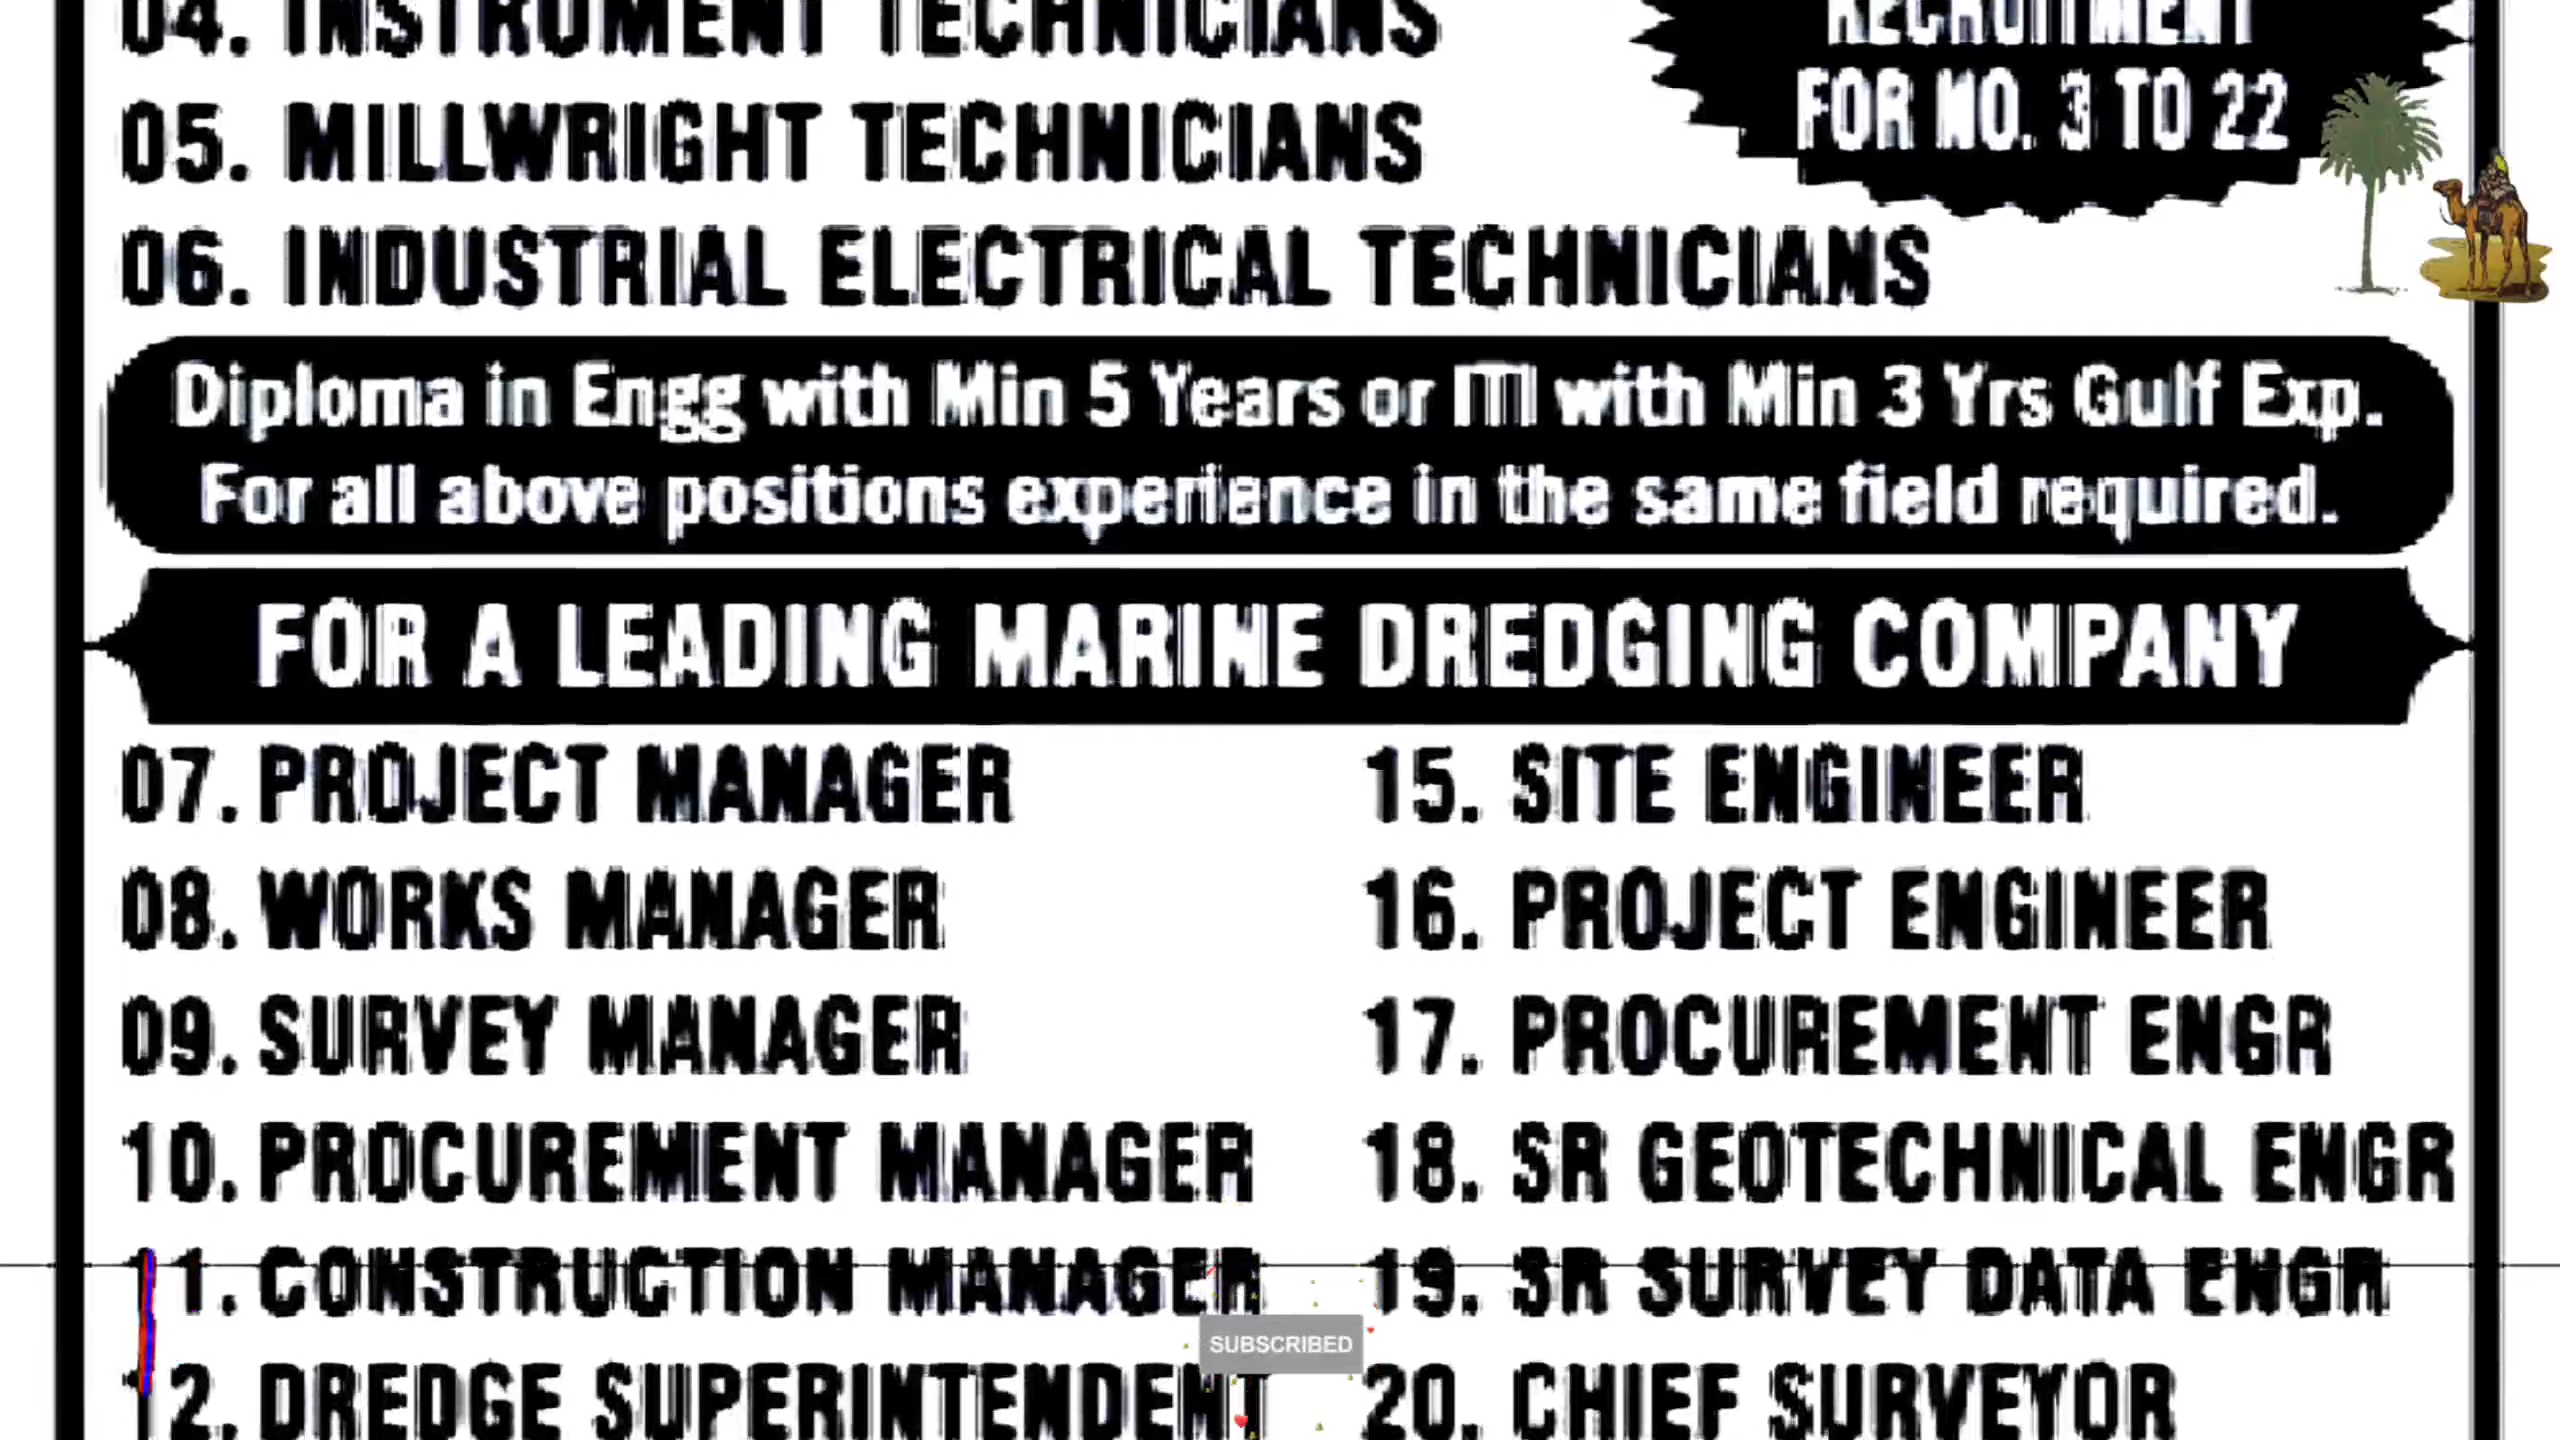 04. INSTRUMENT TECHNICIANS
RECRUITMENT
FOR NO. 3 TO 22
05. MILLWRIGHT TECHNICIANS
06. INDUSTRIAL ELECTRICAL TECHNICIANS
Diploma in Engg with Min 5 Years or ITI with Min 3 Yrs Gulf Exp.
For all above positions experience in the same field required.
FOR A LEADING MARINE DREDGING COMPANY
07. PROJECT MANAGER
08. WORKS MANAGER
09. SURVEY MANAGER
10. PROCUREMENT MANAGER
11. CONSTRUCTION MANAGER
12. DREDGE SUPERINTENDENT
15. SITE ENGINEER
16. PROJECT ENGINEER
17. PROCUREMENT ENGR
18. SR GEOTECHNICAL ENGR
19. SR SURVEY DATA ENGR
20. CHIEF SURVEYOR
SUBSCRIBED